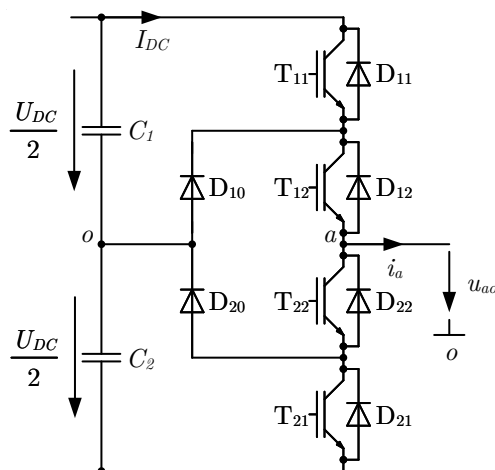 I_DC
T11
D11
U_DC
2
C1
D10
T12
D12
o
a
i_a
u_ao
D20
T22
D22
U_DC
2
C2
o
T21
D21